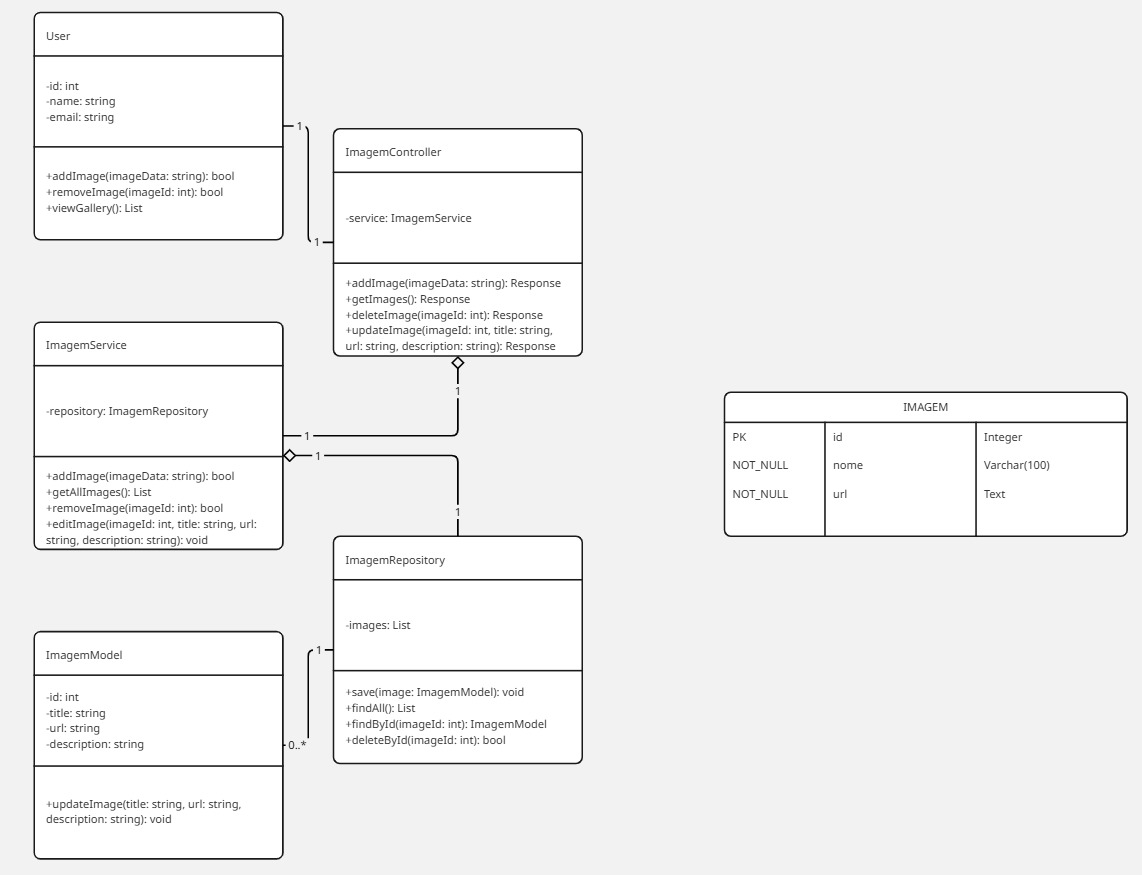 User
-id: int
-name: string
-email: string
+addImage(imageData: string): bool
+removeImage(imageId: int): bool
+viewGallery(): List
1
1
ImagemController
-service: ImagemService
+addImage(imageData: string): Response
+getImages(): Response
+deleteImage(imageId: int): Response
+updateImage(imageId: int, title: string,
url: string, description: string): Response
1
1
ImagemService
-repository: ImagemRepository
+addImage(imageData: string): bool
+getAllImages(): List
+removeImage(imageId: int): bool
+editImage(imageId: int, title: string, url:
string, description: string): void
1
1
ImagemRepository
-images: List
+save(image: ImagemModel): void
+findAll(): List
+findById(imageId: int): ImagemModel
+deleteById(imageId: int): bool
1
0..*
ImagemModel
-id: int
-title: string
-url: string
-description: string
+updateImage(title: string, url: string,
description: string): void
IMAGEM
PK id Integer
NOT_NULL nome Varchar(100)
NOT_NULL url Text